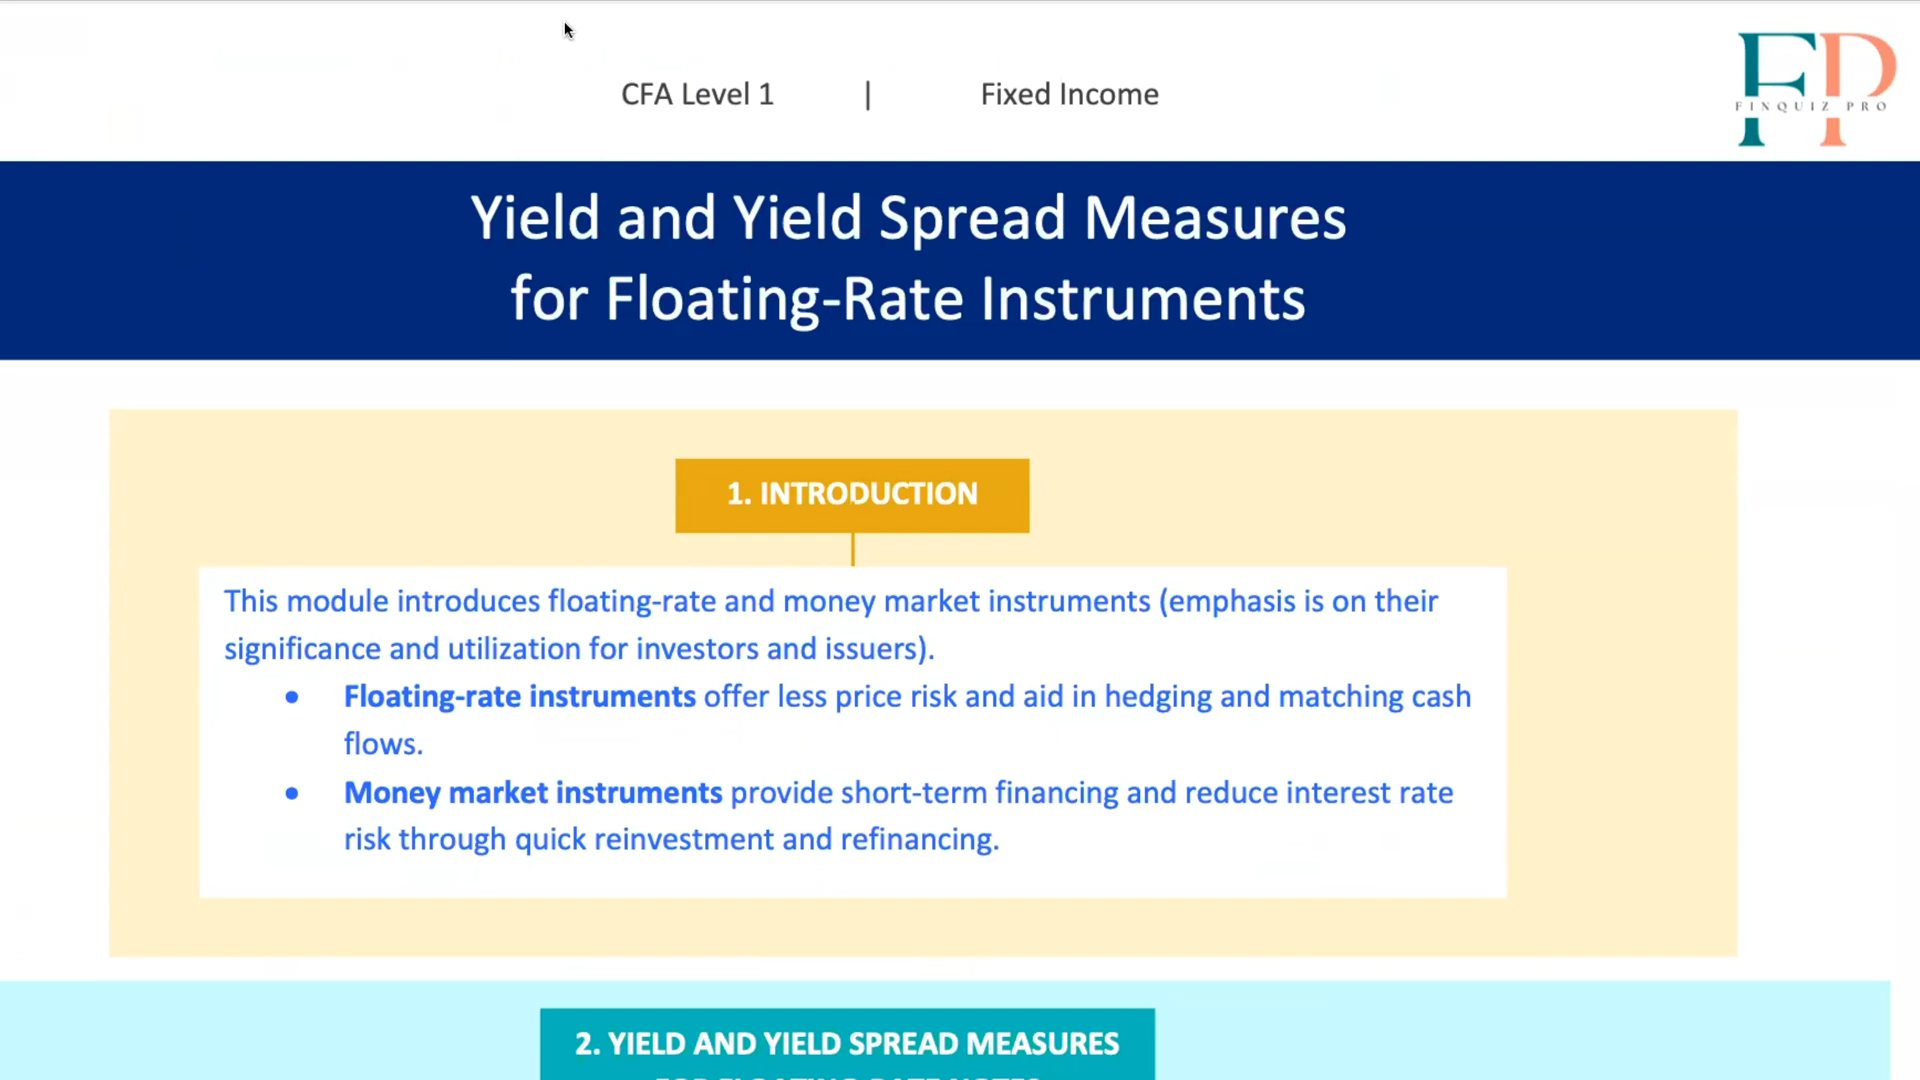 CFA Level 1 | Fixed Income
FINQUIZ PRO
Yield and Yield Spread Measures
for Floating-Rate Instruments
1. INTRODUCTION
This module introduces floating-rate and money market instruments (emphasis is on their
significance and utilization for investors and issuers).
• Floating-rate instruments offer less price risk and aid in hedging and matching cash
flows.
• Money market instruments provide short-term financing and reduce interest rate
risk through quick reinvestment and refinancing.
2. YIELD AND YIELD SPREAD MEASURES